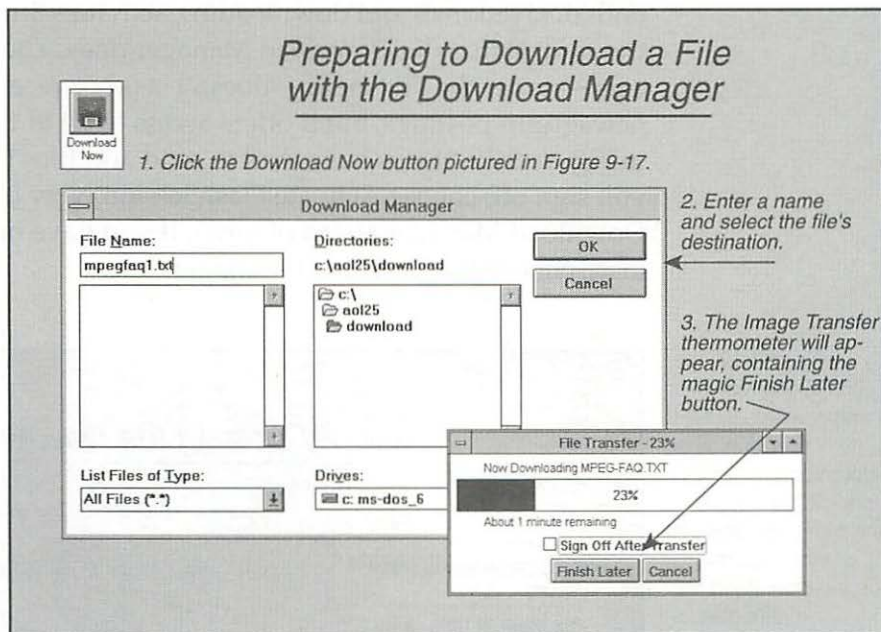 Preparing to Download a File
with the Download Manager
Download
Now
1. Click the Download Now button pictured in Figure 9-17.
Download Manager
File Name:
mpegfaq1.txt
Directories:
c:\aol25\download
c:\
aol25
download
OK
Cancel
List Files of Type:
All Files (*.*)
Drives:
c: ms-dos_6
2. Enter a name
and select the file's
destination.
3. The Image Transfer
thermometer will ap-
pear, containing the
magic Finish Later
button.
File Transfer - 23%
Now Downloading MPEG-FAQ.TXT
23%
About 1 minute remaining
Sign Off After Transfer
Finish Later
Cancel